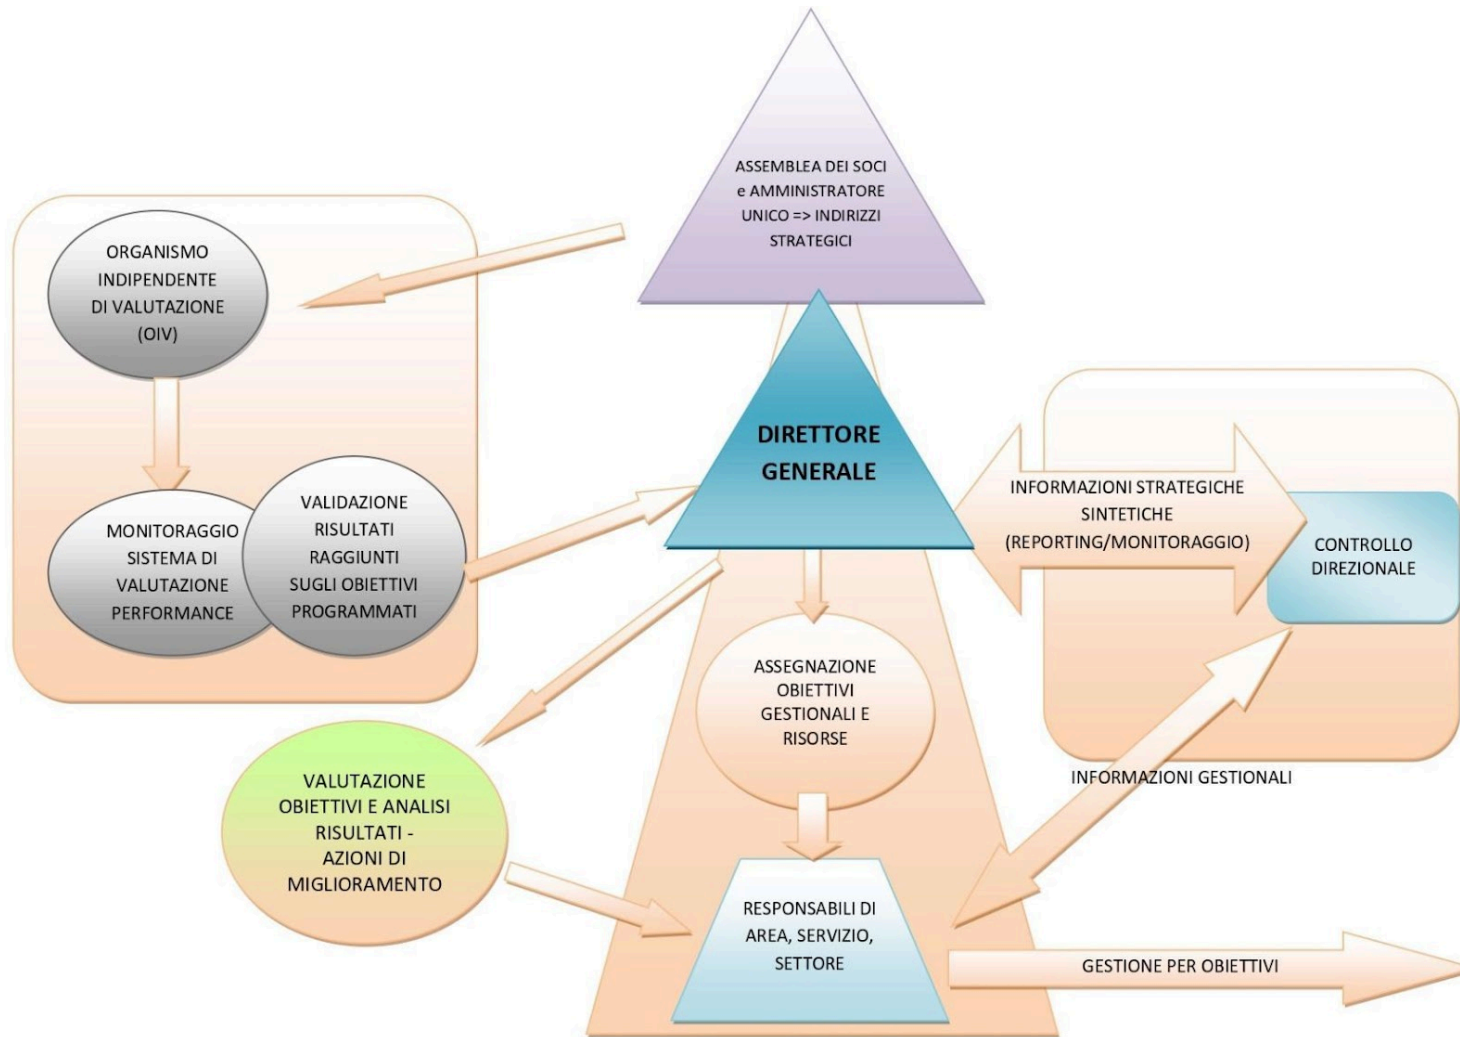 ASSEMBLEA DEI SOCI
e AMMINISTRATORE
UNICO => INDIRIZZI
STRATEGICI
ORGANISMO
INDIPENDENTE
DI VALUTAZIONE
(OIV)
MONITORAGGIO
SISTEMA DI
VALUTAZIONE
PERFORMANCE
VALIDAZIONE
RISULTATI
RAGGIUNTI
SUGLI OBIETTIVI
PROGRAMMATI
DIRETTORE
GENERALE
INFORMAZIONI STRATEGICHE
SINTETICHE
(REPORTING/MONITORAGGIO)
CONTROLLO
DIREZIONALE
ASSEGNAZIONE
OBIETTIVI
GESTIONALI E
RISORSE
VALUTAZIONE
OBIETTIVI E ANALISI
RISULTATI -
AZIONI DI
MIGLIORAMENTO
INFORMAZIONI GESTIONALI
RESPONSABILI DI
AREA, SERVIZIO,
SETTORE
GESTIONE PER OBIETTIVI